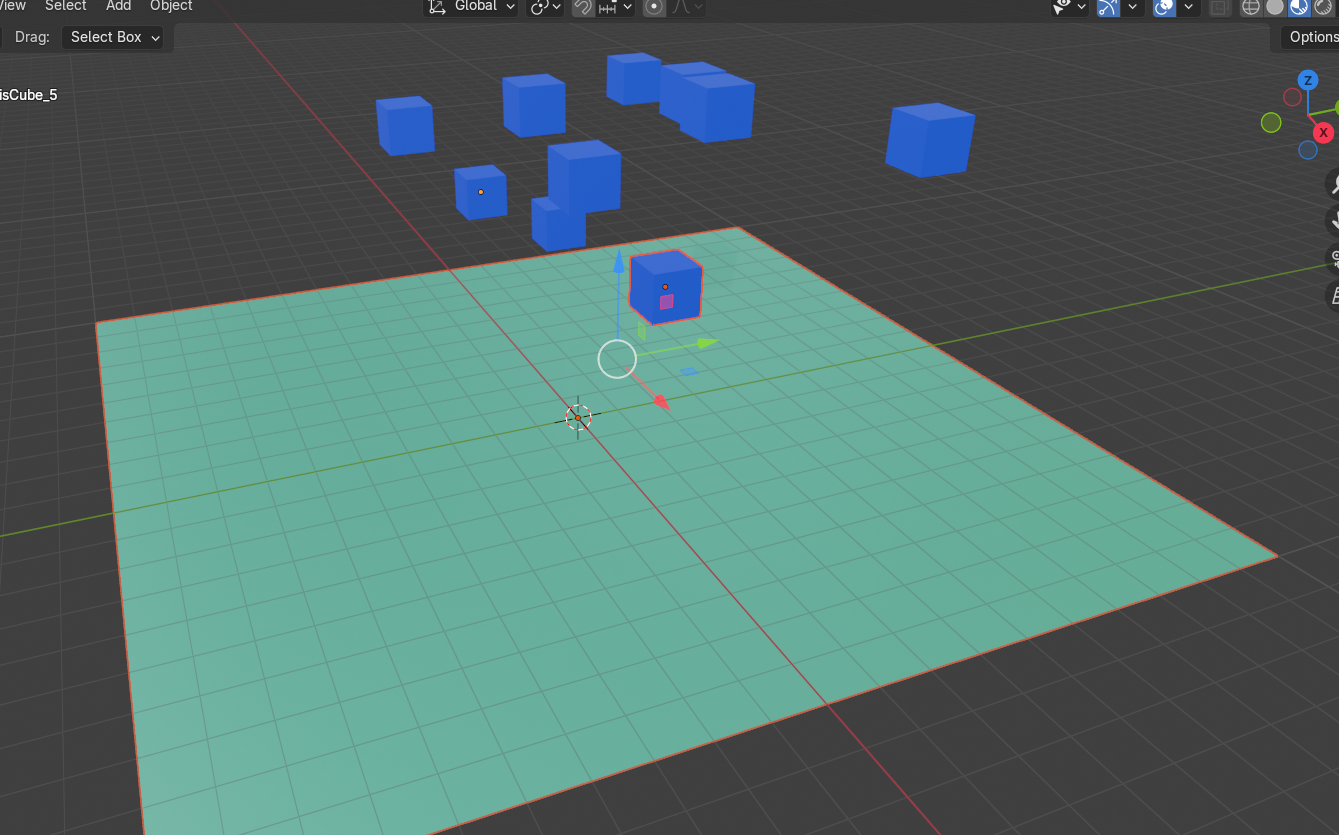 View Select Add Object Global
Drag: Select Box Options
isCube_5
Z
X